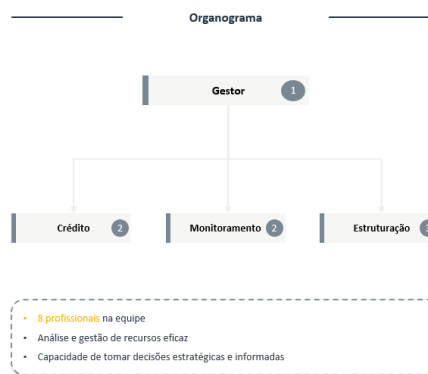 Organograma
Gestor 1
Crédito 2 Monitoramento 2 Estruturação 3
• 8 profissionais na equipe
• Análise e gestão de recursos eficaz
• Capacidade de tomar decisões estratégicas e informadas